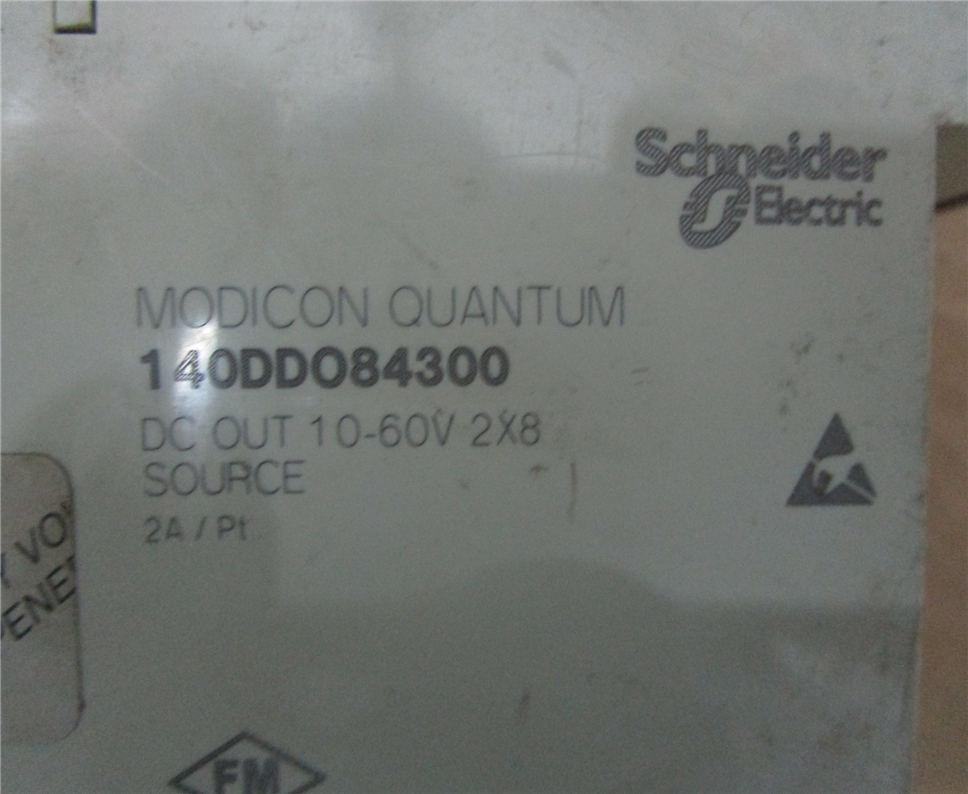 Schneider
Electric
MODICON QUANTUM
140DDO84300
DC OUT 10-60V 2X8
SOURCE
2A / Pt
FM